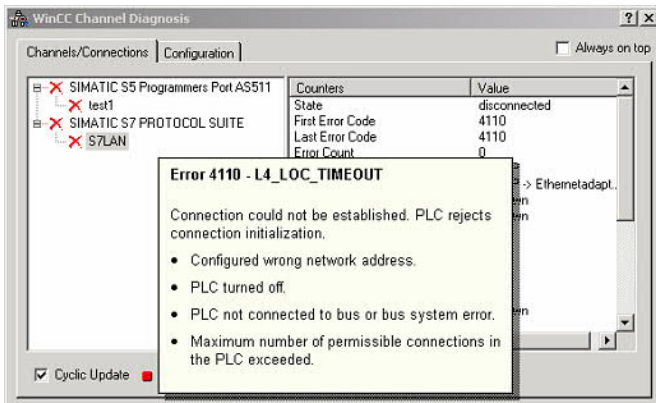 WinCC Channel Diagnosis
Channels/Connections
Configuration
Always on top
SIMATIC S5 Programmers Port AS511
test1
SIMATIC S7 PROTOCOL SUITE
S7LAN
Counters Value
State disconnected
First Error Code 4110
Last Error Code 4110
Error Count 0
-> Ethernetadapt..
Error 4110 - L4_LOC_TIMEOUT
Connection could not be established. PLC rejects
connection initialization.
• Configured wrong network address.
• PLC turned off.
• PLC not connected to bus or bus system error.
• Maximum number of permissible connections in
the PLC exceeded.
Cyclic Update